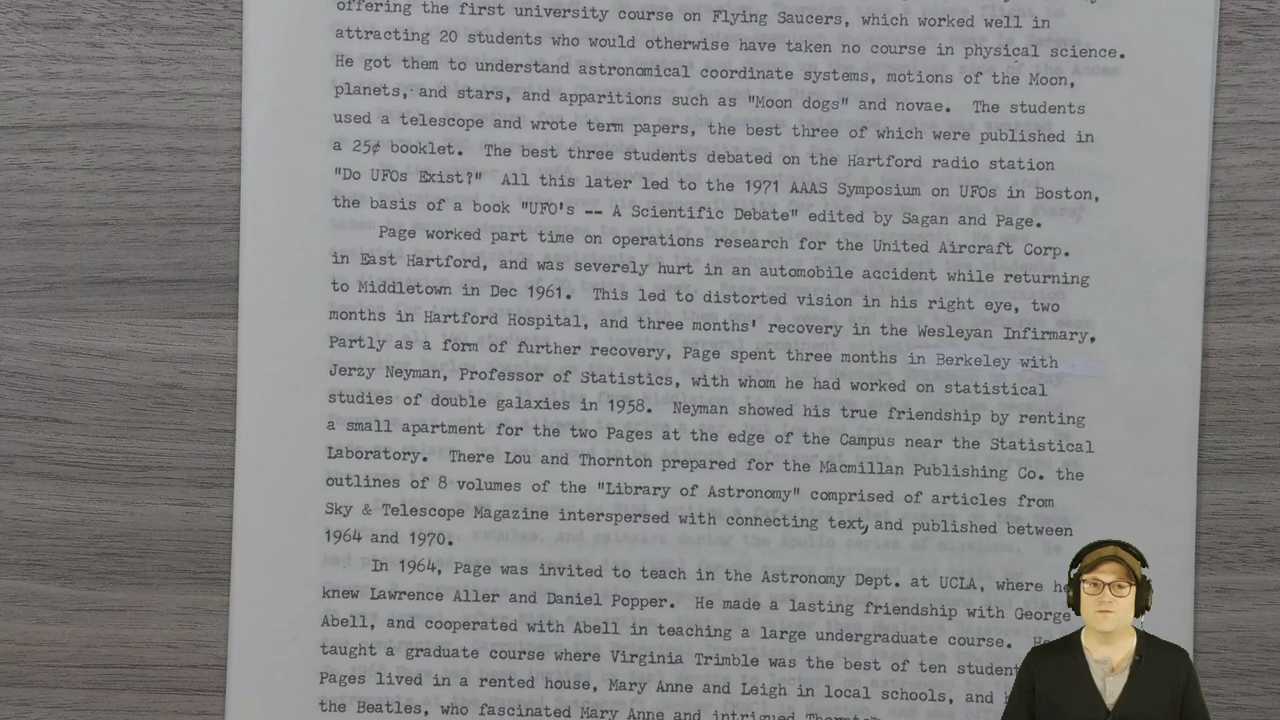 offering the first university course on Flying Saucers, which worked well in
attracting 20 students who would otherwise have taken no course in physical science.
He got them to understand astronomical coordinate systems, motions of the Moon,
planets, and stars, and apparitions such as "Moon dogs" and novae. The students
used a telescope and wrote term papers, the best three of which were published in
a 25¢ booklet. The best three students debated on the Hartford radio station
"Do UFOs Exist?" All this later led to the 1971 AAAS Symposium on UFOs in Boston,
the basis of a book "UFO's -- A Scientific Debate" edited by Sagan and Page.
Page worked part time on operations research for the United Aircraft Corp.
in East Hartford, and was severely hurt in an automobile accident while returning
to Middletown in Dec 1961. This led to distorted vision in his right eye, two
months in Hartford Hospital, and three months' recovery in the Wesleyan Infirmary.
Partly as a form of further recovery, Page spent three months in Berkeley with
Jerzy Neyman, Professor of Statistics, with whom he had worked on statistical
studies of double galaxies in 1958. Neyman showed his true friendship by renting
a small apartment for the two Pages at the edge of the Campus near the Statistical
Laboratory. There Lou and Thornton prepared for the Macmillan Publishing Co. the
outlines of 8 volumes of the "Library of Astronomy" comprised of articles from
Sky & Telescope Magazine interspersed with connecting text, and published between
1964 and 1970.
In 1964, Page was invited to teach in the Astronomy Dept. at UCLA, where he
knew Lawrence Aller and Daniel Popper. He made a lasting friendship with George
Abell, and cooperated with Abell in teaching a large undergraduate course.
taught a graduate course where Virginia Trimble was the best of ten
Pages lived in a rented house, Mary Anne and Leigh in local schools, and
the Beatles, who fascinated Mary Anne and intrigued